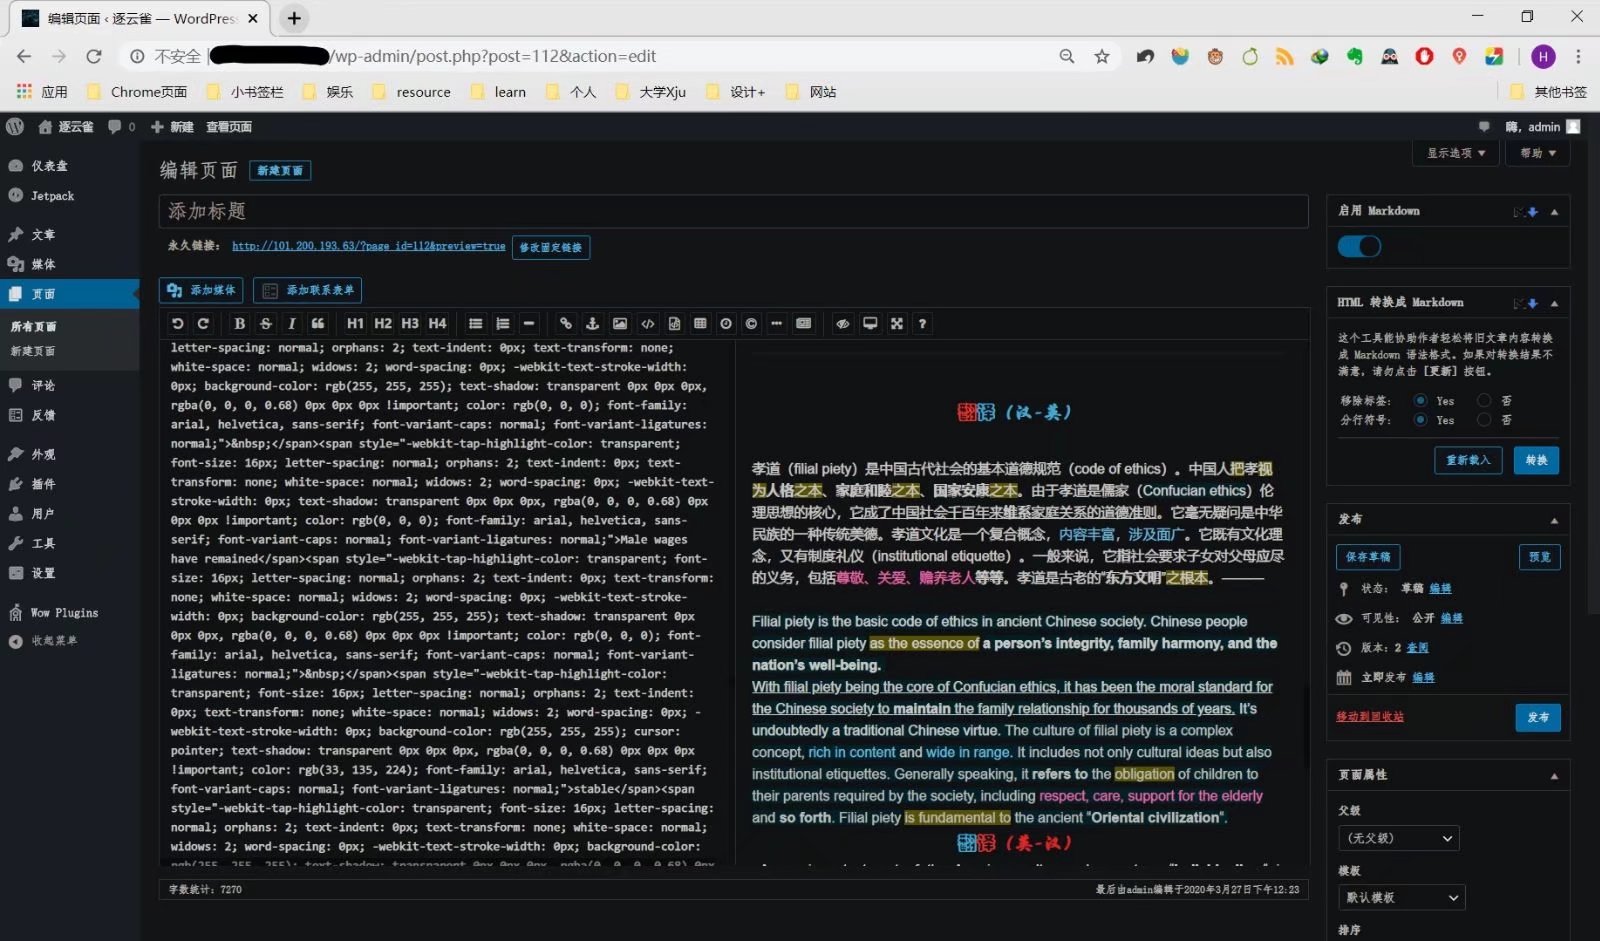 编辑页面 ‹ 逐云雀 — WordPres
不安全 | /wp-admin/post.php?post=112&action=edit
H
应用 Chrome页面 小书签栏 娱乐 resource learn 个人 大学Xju 设计+ 网站 其他书签
逐云雀 0 新建 查看页面 嗨，admin
显示选项 帮助
仪表盘
Jetpack
文章
媒体
页面
所有页面
新建页面
评论
反馈
外观
插件
用户
工具
设置
Wow Plugins
收起菜单
编辑页面 新建页面
添加标题
永久链接： http://101.200.193.63/?page_id=112&preview=true 修改固定链接
添加媒体 添加联系表单
B S I H1 H2 H3 H4 ?
letter-spacing: normal; orphans: 2; text-indent: 0px; text-transform: none;
white-space: normal; widows: 2; word-spacing: 0px; -webkit-text-stroke-width:
0px; background-color: rgb(255, 255, 255); text-shadow: transparent 0px 0px 0px,
rgba(0, 0, 0, 0.68) 0px 0px 0px !important; color: rgb(0, 0, 0); font-family:
arial, helvetica, sans-serif; font-variant-caps: normal; font-variant-ligatures:
normal;">&nbsp;</span><span style="-webkit-tap-highlight-color: transparent;
font-size: 16px; letter-spacing: normal; orphans: 2; text-indent: 0px; text-
transform: none; white-space: normal; widows: 2; word-spacing: 0px; -webkit-text-
stroke-width: 0px; text-shadow: transparent 0px 0px 0px, rgba(0, 0, 0, 0.68) 0px
0px 0px !important; color: rgb(0, 0, 0); font-family: arial, helvetica, sans-
serif; font-variant-caps: normal; font-variant-ligatures: normal;">Male wages
have remained</span><span style="-webkit-tap-highlight-color: transparent; font-
size: 16px; letter-spacing: normal; orphans: 2; text-indent: 0px; text-transform:
none; white-space: normal; widows: 2; word-spacing: 0px; -webkit-text-stroke-
width: 0px; background-color: rgb(255, 255, 255); text-shadow: transparent 0px
0px 0px, rgba(0, 0, 0, 0.68) 0px 0px 0px !important; color: rgb(0, 0, 0); font-
family: arial, helvetica, sans-serif; font-variant-caps: normal; font-variant-
ligatures: normal;">&nbsp;</span><span style="-webkit-tap-highlight-color:
transparent; font-size: 16px; letter-spacing: normal; orphans: 2; text-indent:
0px; text-transform: none; white-space: normal; widows: 2; word-spacing: 0px; -
webkit-text-stroke-width: 0px; background-color: rgb(255, 255, 255); cursor:
pointer; text-shadow: transparent 0px 0px 0px, rgba(0, 0, 0, 0.68) 0px 0px 0px
!important; color: rgb(33, 135, 224); font-family: arial, helvetica, sans-serif;
font-variant-caps: normal; font-variant-ligatures: normal;">stable</span><span
style="-webkit-tap-highlight-color: transparent; font-size: 16px; letter-spacing:
normal; orphans: 2; text-indent: 0px; text-transform: none; white-space: normal;
widows: 2; word-spacing: 0px; -webkit-text-stroke-width: 0px; background-color:
翻译（汉-英）
孝道（filial piety）是中国古代社会的基本道德规范（code of ethics）。中国人把孝视
为人格之本、家庭和睦之本、国家安康之本。由于孝道是儒家（Confucian ethics）伦
理思想的核心，它成了中国社会千百年来维系家庭关系的道德准则。它毫无疑问是中华
民族的一种传统美德。孝道文化是一个复合概念，内容丰富，涉及面广。它既有文化理
念，又有制度礼仪（institutional etiquette）。一般来说，它指社会要求子女对父母应尽
的义务，包括尊敬、关爱、赡养老人等等。孝道是古老的"东方文明"之根本。———
Filial piety is the basic code of ethics in ancient Chinese society. Chinese people
consider filial piety as the essence of a person's integrity, family harmony, and the
nation's well-being.
With filial piety being the core of Confucian ethics, it has been the moral standard for
the Chinese society to maintain the family relationship for thousands of years. It's
undoubtedly a traditional Chinese virtue. The culture of filial piety is a complex
concept, rich in content and wide in range. It includes not only cultural ideas but also
institutional etiquettes. Generally speaking, it refers to the obligation of children to
their parents required by the society, including respect, care, support for the elderly
and so forth. Filial piety is fundamental to the ancient "Oriental civilization".
翻译（英-汉）
字数统计：7270 最后由admin编辑于2020年3月27日下午12:23
启用 Markdown
HTML 转换成 Markdown
这个工具能协助作者轻松将旧文章内容转换
成 Markdown 语法格式。如果对转换结果不
满意，请勿点击 [更新] 按钮。
移除标签： Yes 否
分行符号： Yes 否
重新载入 转换
发布
保存草稿 预览
状态： 草稿 编辑
可见性： 公开 编辑
版本：2 查阅
立即发布 编辑
移动到回收站 发布
页面属性
父级
(无父级)
模板
默认模板
排序